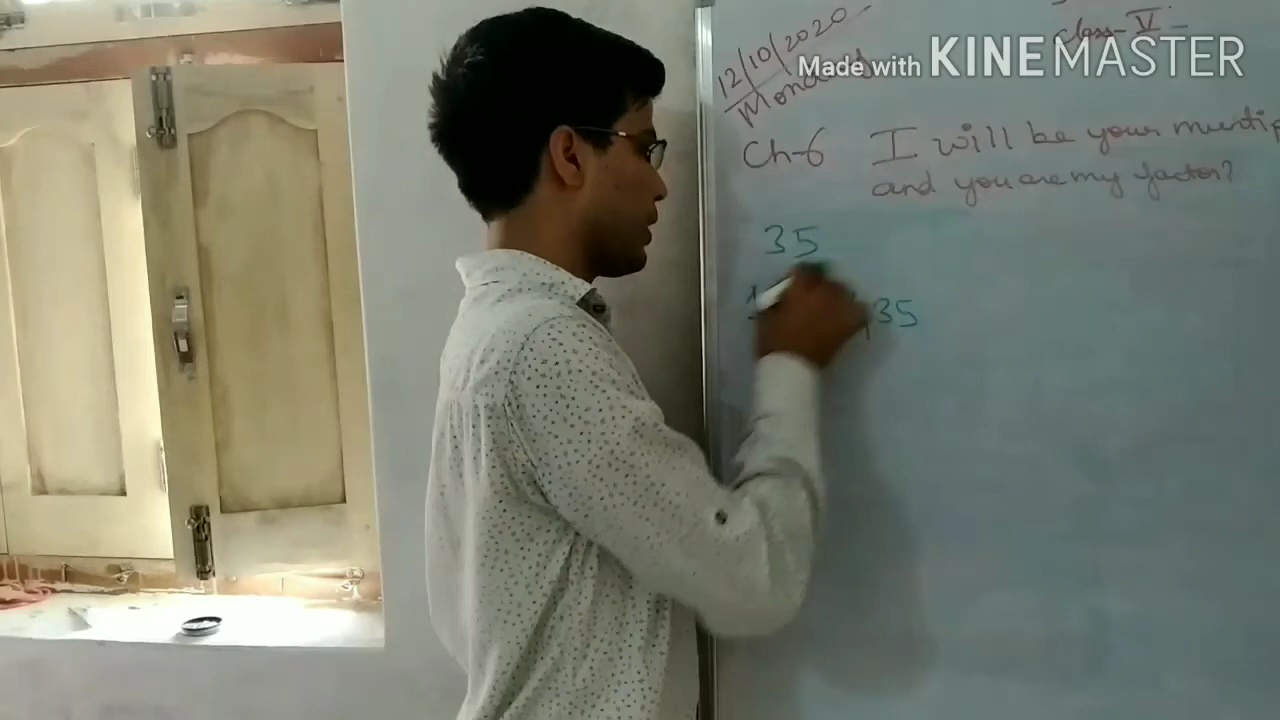 Class-V
12/10/2020
Monday
Made with KINEMASTER
Ch-6 I will be your
and you are my factor?
35
,35